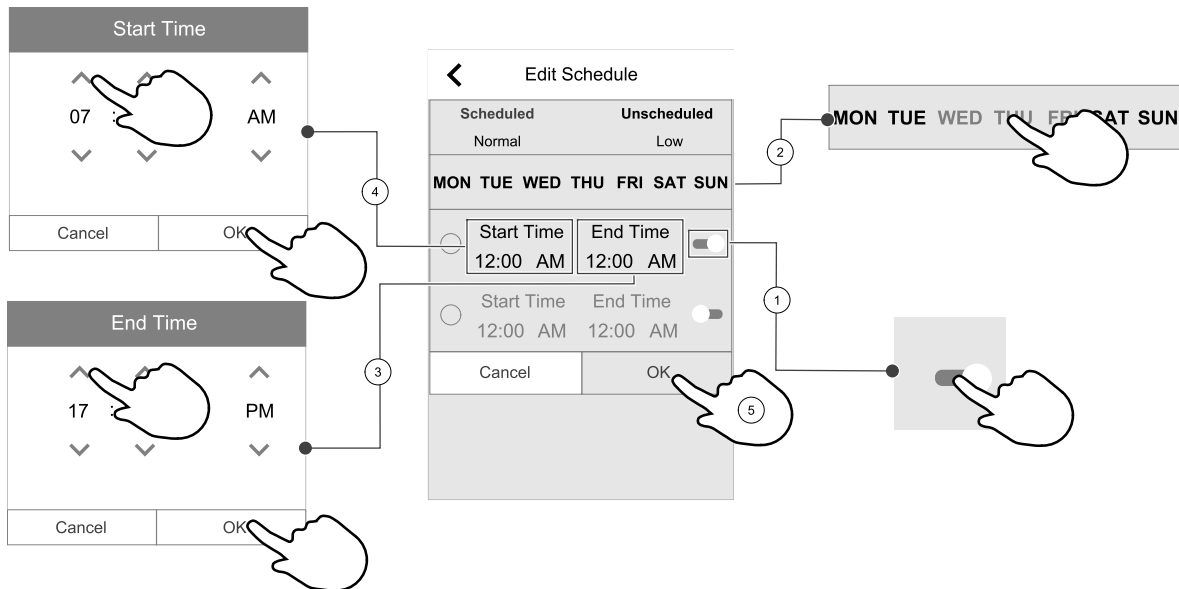 Start Time
07 : AM
Cancel OK
4
End Time
17 : PM
Cancel OK
3
Edit Schedule
Scheduled Unscheduled
Normal Low
MON TUE WED THU FRI SAT SUN
Start Time End Time
12:00 AM 12:00 AM
Start Time End Time
12:00 AM 12:00 AM
Cancel OK
5
2
MON TUE WED THU FRI SAT SUN
1